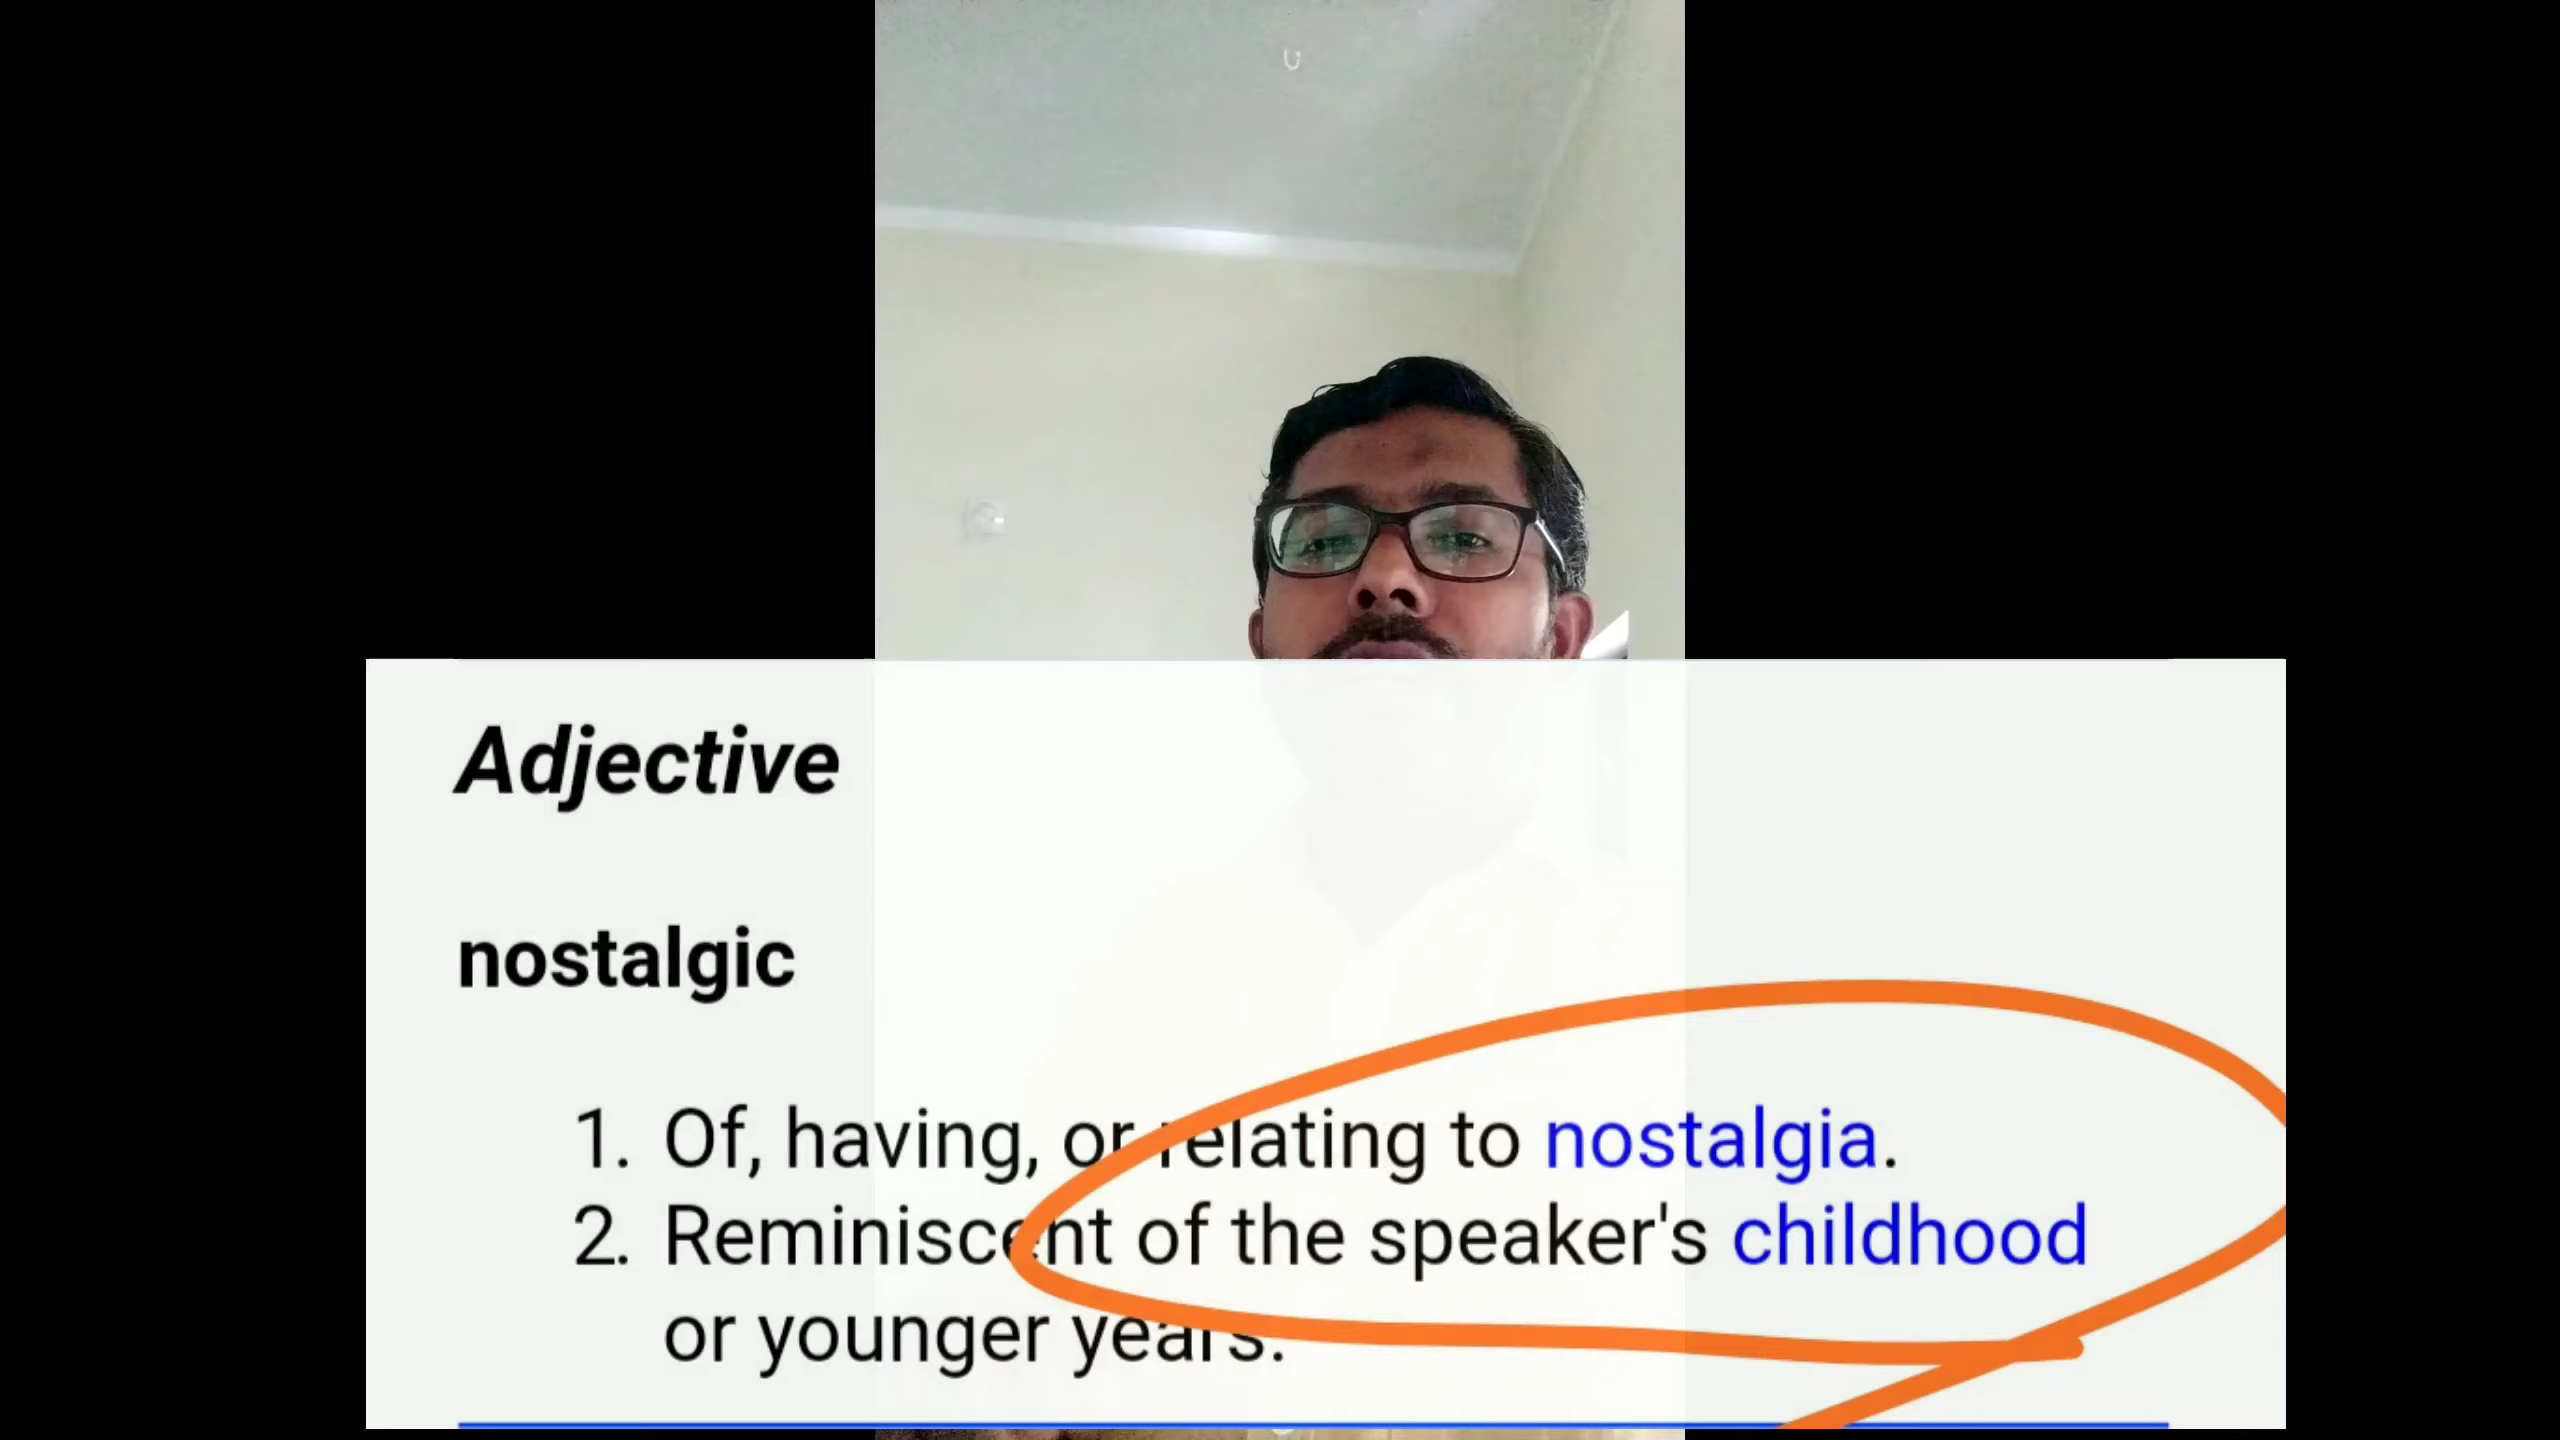 Adjective
nostalgic
1. Of, having, or relating to nostalgia.
2. Reminiscent of the speaker's childhood
or younger years.